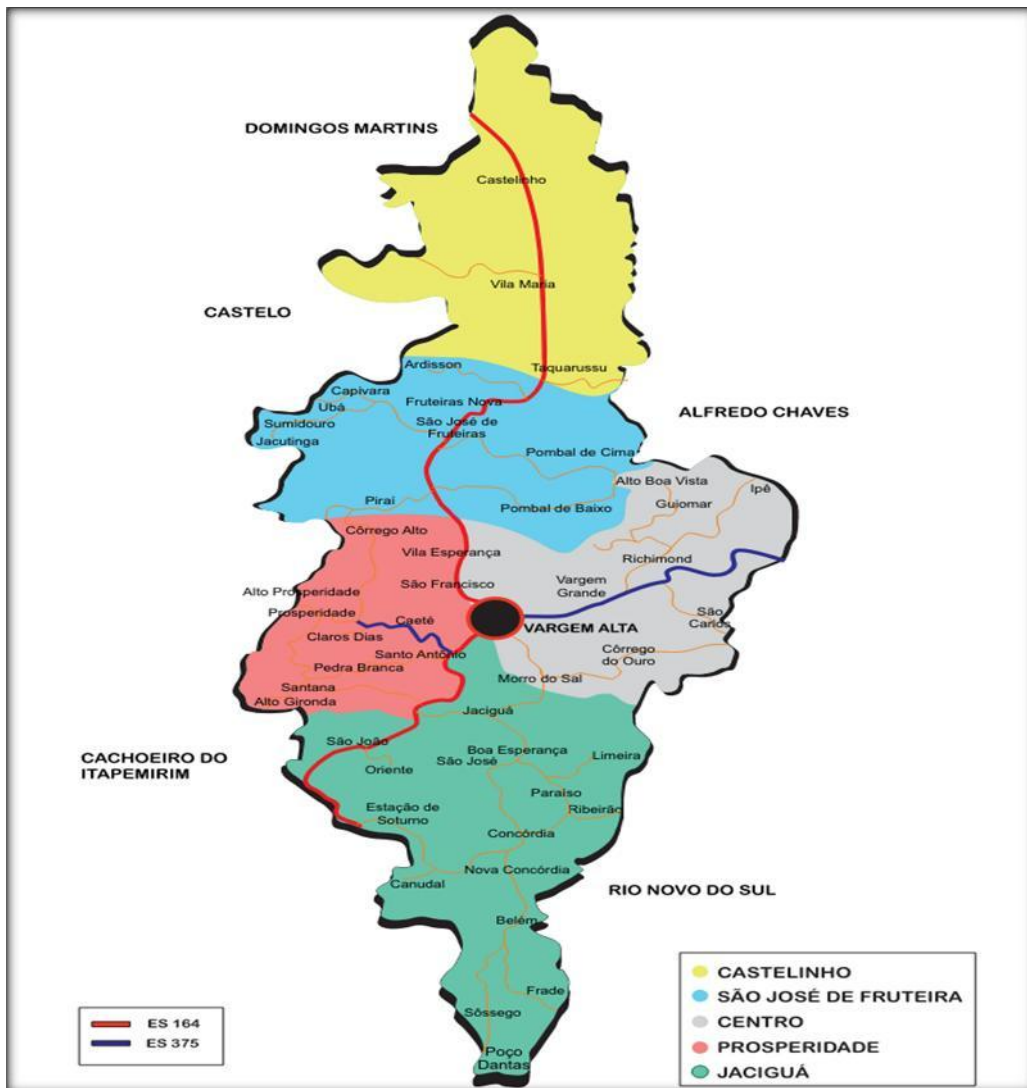 DOMINGOS MARTINS
Castelinho
Vila Maria
CASTELO
Ardisson
Taquarussu
Capivara
Fruteiras Nova
Ubá
ALFREDO CHAVES
Sumidouro
São José de
Fruteiras
Jacutinga
Pombal de Cima
Alto Boa Vista
Ipê
Piraí
Guiomar
Pombal de Baixo
Côrrego Alto
Vila Esperança
Richimond
São Francisco
Vargem
Grande
Alto Prosperidade
Prosperidade
Caeté
São
Carlos
VARGEM ALTA
Claros Dias
Santo Antônio
Côrrego
do Ouro
Pedra Branca
Morro do Sal
Santana
Alto Gironda
Jaciguá
São João
Boa Esperança
São José
Limeira
CACHOEIRO DO
ITAPEMIRIM
Oriente
Paraíso
Estação de
Soturno
Ribeirão
Concórdia
Nova Concórdia
Canudal
RIO NOVO DO SUL
Belém
Frade
Sôssego
Poço
Dantas
ES 164
ES 375
CASTELINHO
SÃO JOSÉ DE FRUTEIRA
CENTRO
PROSPERIDADE
JACIGUÁ